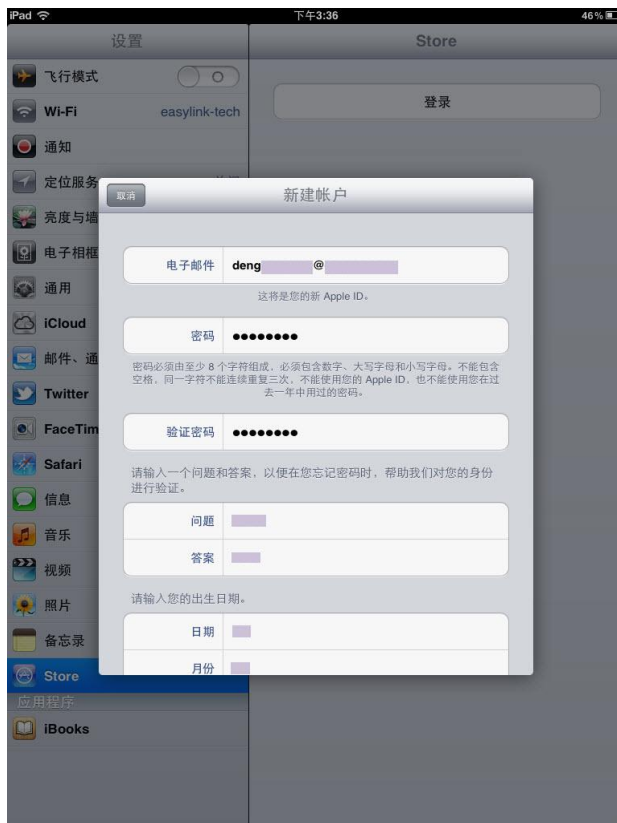 iPad
下午3:36
46%
设置
Store
飞行模式
登录
Wi-Fi
easylink-tech
通知
定位服务
取消
新建帐户
亮度与墙
电子相框
电子邮件
deng
@
通用
这将是您的新 Apple ID。
iCloud
密码
●●●●●●●●
邮件、通
密码必须由至少 8 个字符组成，必须包含数字、大写字母和小写字母。不能包含
空格，同一字符不能连续重复三次，不能使用您的 Apple ID，也不能使用您在过
去一年中用过的密码。
Twitter
FaceTim
验证密码
●●●●●●●●
Safari
请输入一个问题和答案，以便在您忘记密码时，帮助我们对您的身份
进行验证。
信息
问题
音乐
答案
视频
请输入您的出生日期。
照片
日期
备忘录
月份
Store
应用程序
iBooks